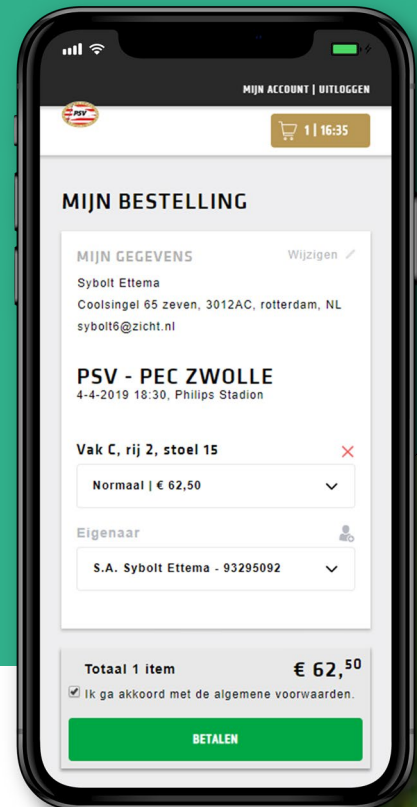 MIJN ACCOUNT | UITLOGGEN
PSV
1 | 16:35
MIJN BESTELLING
MIJN GEGEVENS Wijzigen
Sybolt Ettema
Coolsingel 65 zeven, 3012AC, rotterdam, NL
sybolt6@zicht.nl
PSV - PEC ZWOLLE
4-4-2019 18:30, Philips Stadion
Vak C, rij 2, stoel 15
Normaal | € 62,50
Eigenaar
S.A. Sybolt Ettema - 93295092
Totaal 1 item € 62,50
Ik ga akkoord met de algemene voorwaarden.
BETALEN